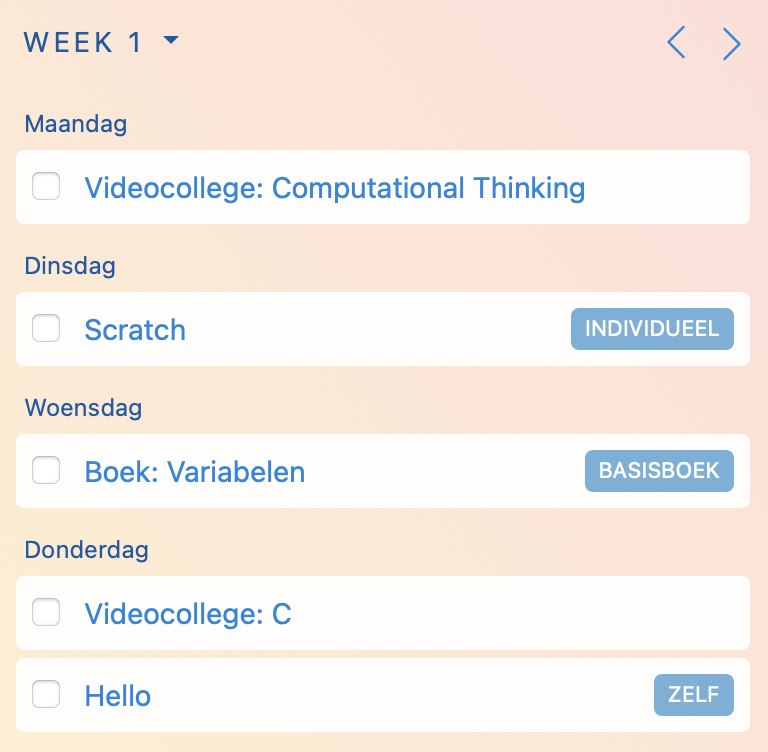 WEEK 1
Maandag
Videocollege: Computational Thinking
Dinsdag
Scratch INDIVIDUEEL
Woensdag
Boek: Variabelen BASISBOEK
Donderdag
Videocollege: C
Hello ZELF